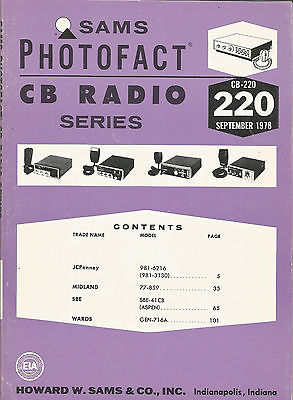 SAMS
PHOTOFACT®
CB RADIO
SERIES
CB-220
220
SEPTEMBER 1978
CONTENTS
TRADE NAME MODEL PAGE
JCPenney 981-6216
(981-3130) 5
MIDLAND 77-859 35
SBE SBE-41CB
(ASPEN) 65
WARDS GEN-716A 101
EIA
HOWARD W. SAMS & CO., INC. Indianapolis, Indiana